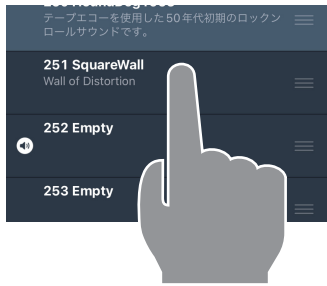 テープエコーを使用した50年代初期のロックン
ロールサウンドです。
251 SquareWall
Wall of Distortion
252 Empty
253 Empty